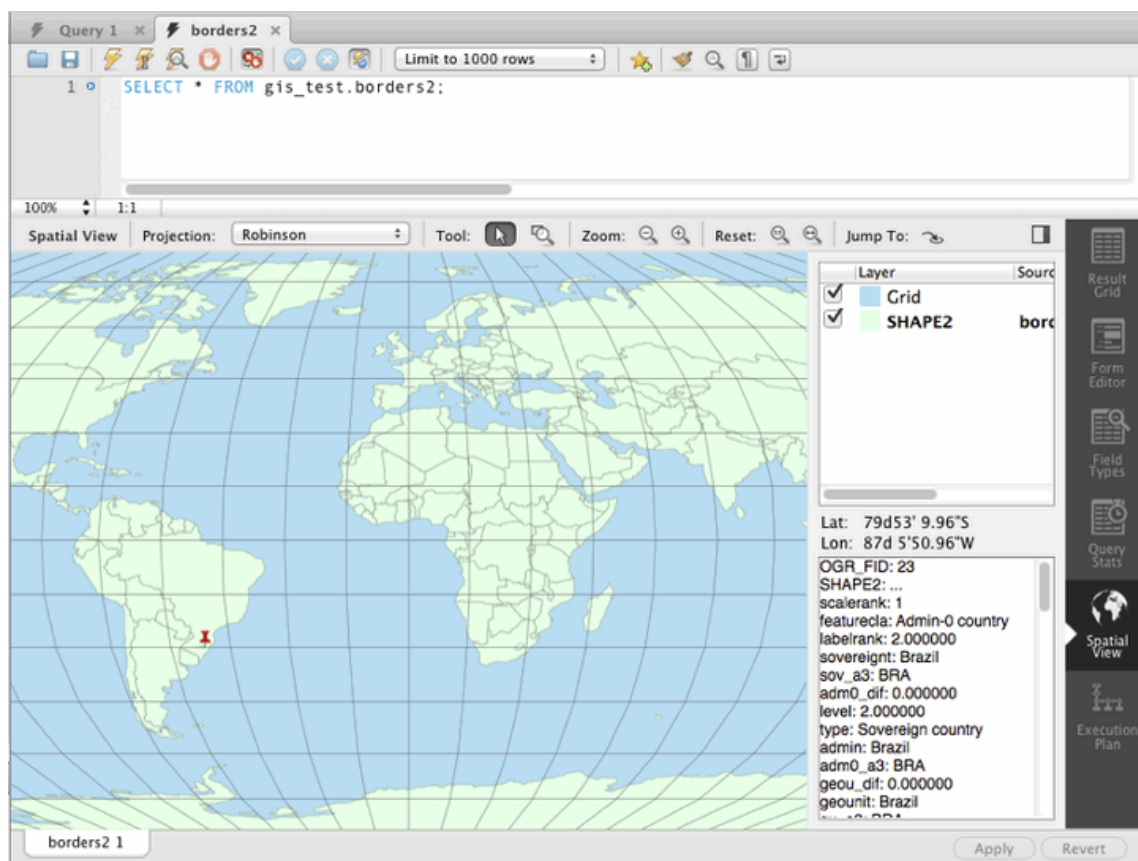 Query 1
borders2
Limit to 1000 rows
1
SELECT * FROM gis_test.borders2;
100%
1:1
Spatial View
Projection:
Robinson
Tool:
Zoom:
Reset:
Jump To:
Layer
Sourc
Grid
SHAPE2
borc
Lat: 79d53' 9.96"S
Lon: 87d 5'50.96"W
OGR_FID: 23
SHAPE2: ...
scalerank: 1
featurecla: Admin-0 country
labelrank: 2.000000
sovereignt: Brazil
sov_a3: BRA
adm0_dif: 0.000000
level: 2.000000
type: Sovereign country
admin: Brazil
adm0_a3: BRA
geou_dif: 0.000000
geounit: Brazil
Result
Grid
Form
Editor
Field
Types
Query
Stats
Spatial
View
Execution
Plan
borders2 1
Apply
Revert